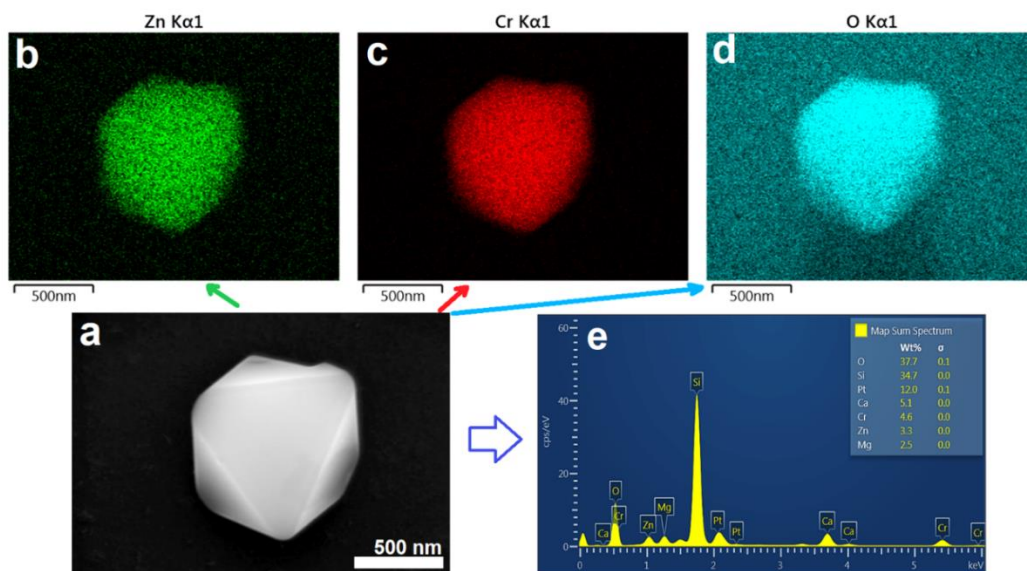 Zn Kα1
Cr Kα1
O Kα1
b
c
d
500nm
500nm
500nm
a
500 nm
e
Map Sum Spectrum
Wt% σ
O 37.7 0.1
Si 34.7 0.0
Pt 12.0 0.1
Ca 5.1 0.0
Cr 4.6 0.0
Zn 3.3 0.0
Mg 2.5 0.0
60
40
20
0
cps/eV
Si
O
Cr
Ca
Zn
Mg
Pt
Pt
Ca
Ca
Cr
Cr
0 1 2 3 4 5 keV